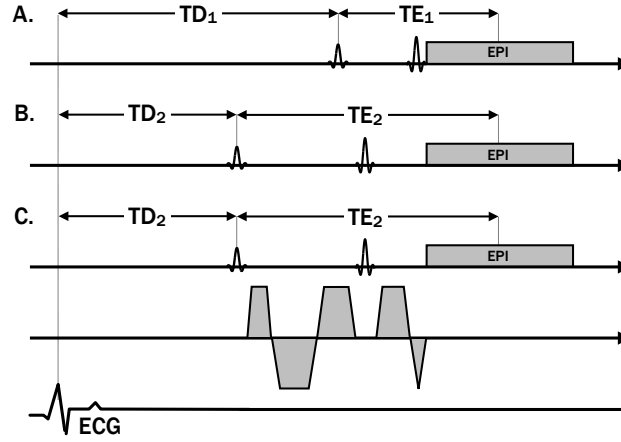 A. TD₁ TE₁
EPI
B. TD₂ TE₂
EPI
C. TD₂ TE₂
EPI
ECG